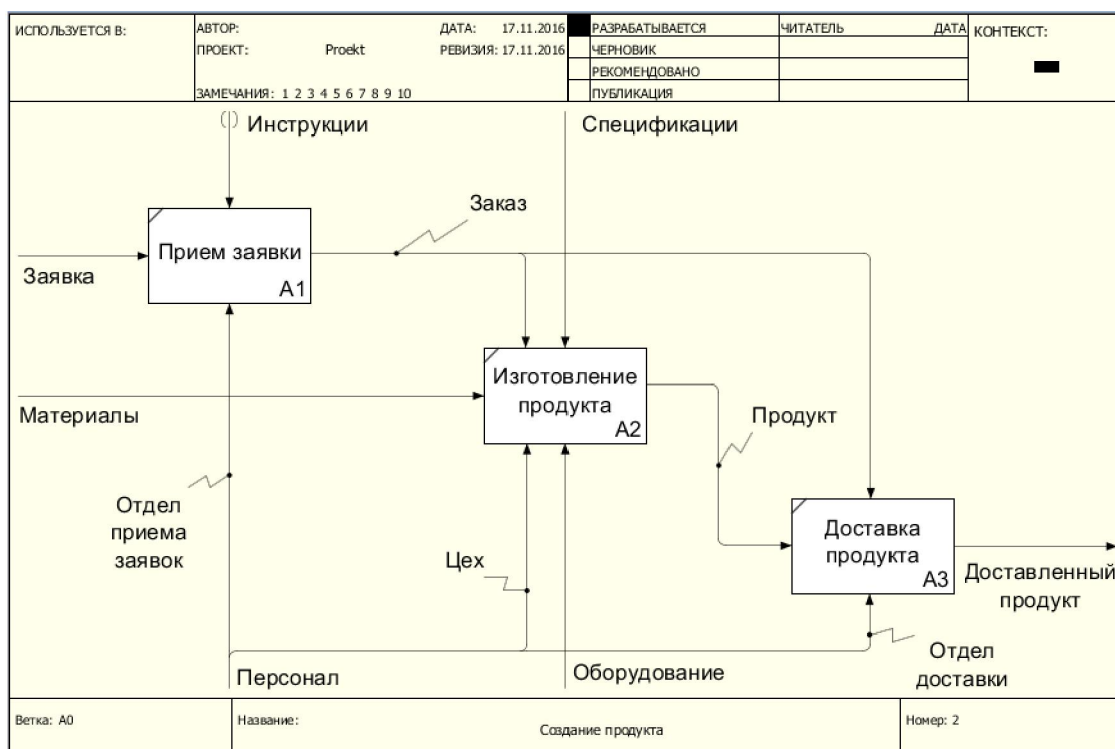 ИСПОЛЬЗУЕТСЯ В:
АВТОР:
ДАТА: 17.11.2016
РАЗРАБАТЫВАЕТСЯ
ЧИТАТЕЛЬ
ДАТА
КОНТЕКСТ:
ПРОЕКТ: Proekt
РЕВИЗИЯ: 17.11.2016
ЧЕРНОВИК
РЕКОМЕНДОВАНО
ЗАМЕЧАНИЯ: 1 2 3 4 5 6 7 8 9 10
ПУБЛИКАЦИЯ
Инструкции
Спецификации
Заказ
Прием заявки
A1
Заявка
Изготовление
продукта
A2
Материалы
Продукт
Отдел
приема
заявок
Доставка
продукта
A3
Цех
Доставленный
продукт
Персонал
Оборудование
Отдел
доставки
Ветка: A0
Название:
Создание продукта
Номер: 2